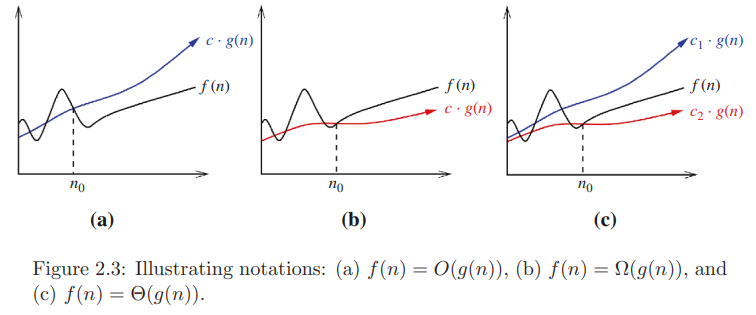 c · g(n)
f(n)
n0
(a)
f(n)
c · g(n)
n0
(b)
c1 · g(n)
f(n)
c2 · g(n)
n0
(c)
Figure 2.3: Illustrating notations: (a) f(n) = O(g(n)), (b) f(n) = Ω(g(n)), and
(c) f(n) = Θ(g(n)).